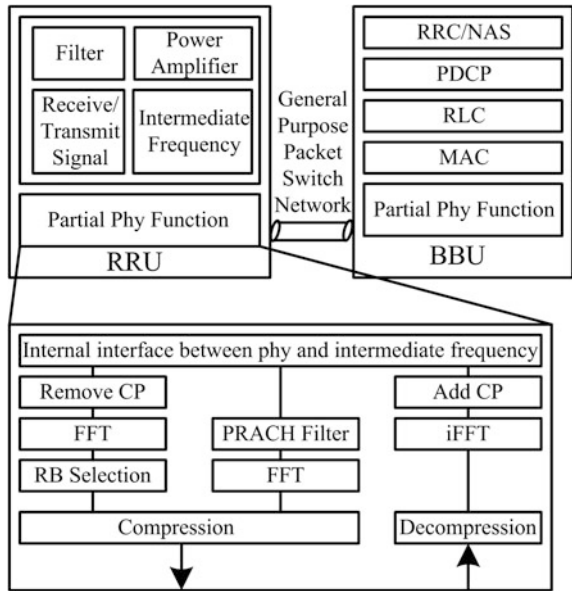 Filter
Power
Amplifier
Receive/
Transmit
Signal
Intermediate
Frequency
Partial Phy Function
RRU
General
Purpose
Packet
Switch
Network
RRC/NAS
PDCP
RLC
MAC
Partial Phy Function
BBU
Internal interface between phy and intermediate frequency
Remove CP
FFT
RB Selection
PRACH Filter
FFT
Compression
Add CP
iFFT
Decompression